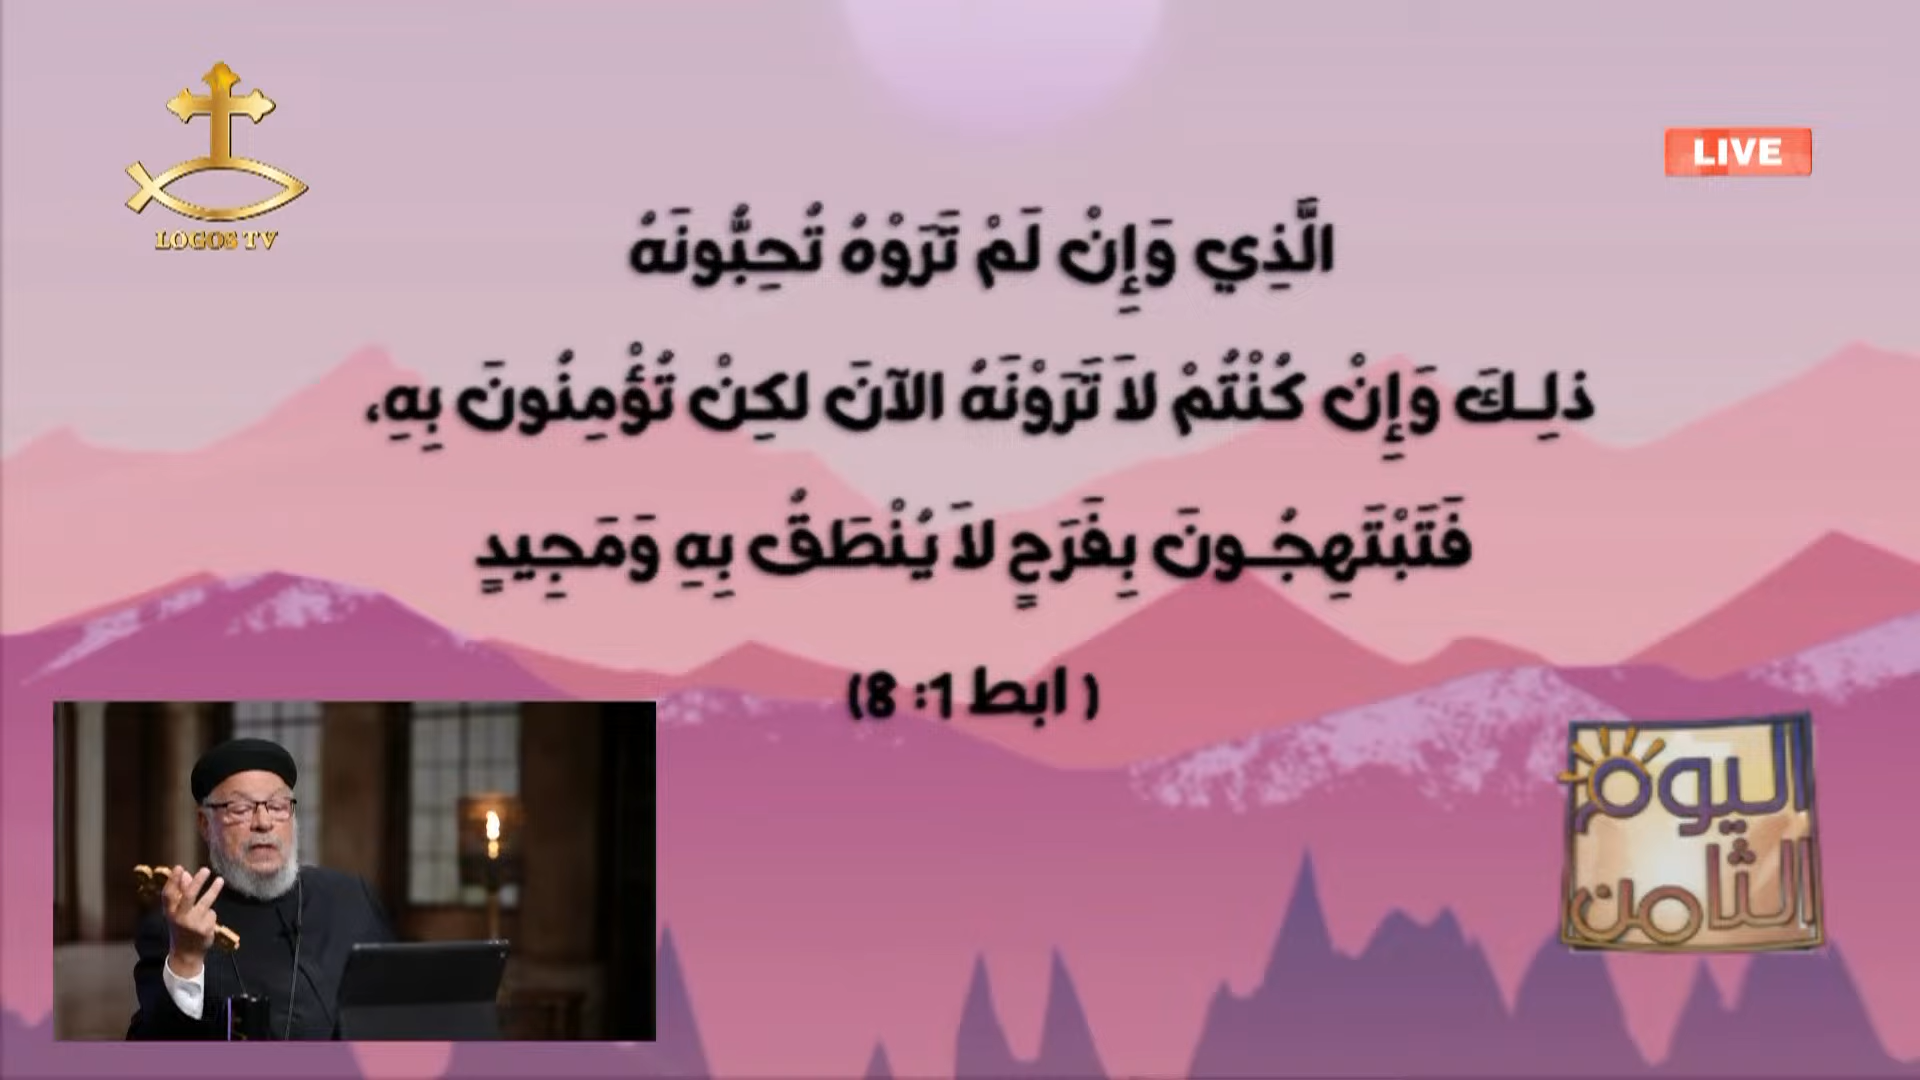 LOGOS TV
LIVE
الَّذِي وَإِنْ لَمْ تَرَوْهُ تُحِبُّونَهُ
ذلِكَ وَإِنْ كُنْتُمْ لاَ تَرَوْنَهُ الآنَ لكِنْ تُؤْمِنُونَ بِهِ،
فَتَبْتَهِجُونَ بِفَرَحٍ لاَ يُنْطَقُ بِهِ وَمَجِيدٍ
( ابط 1: 8)
اليوم
الثامن